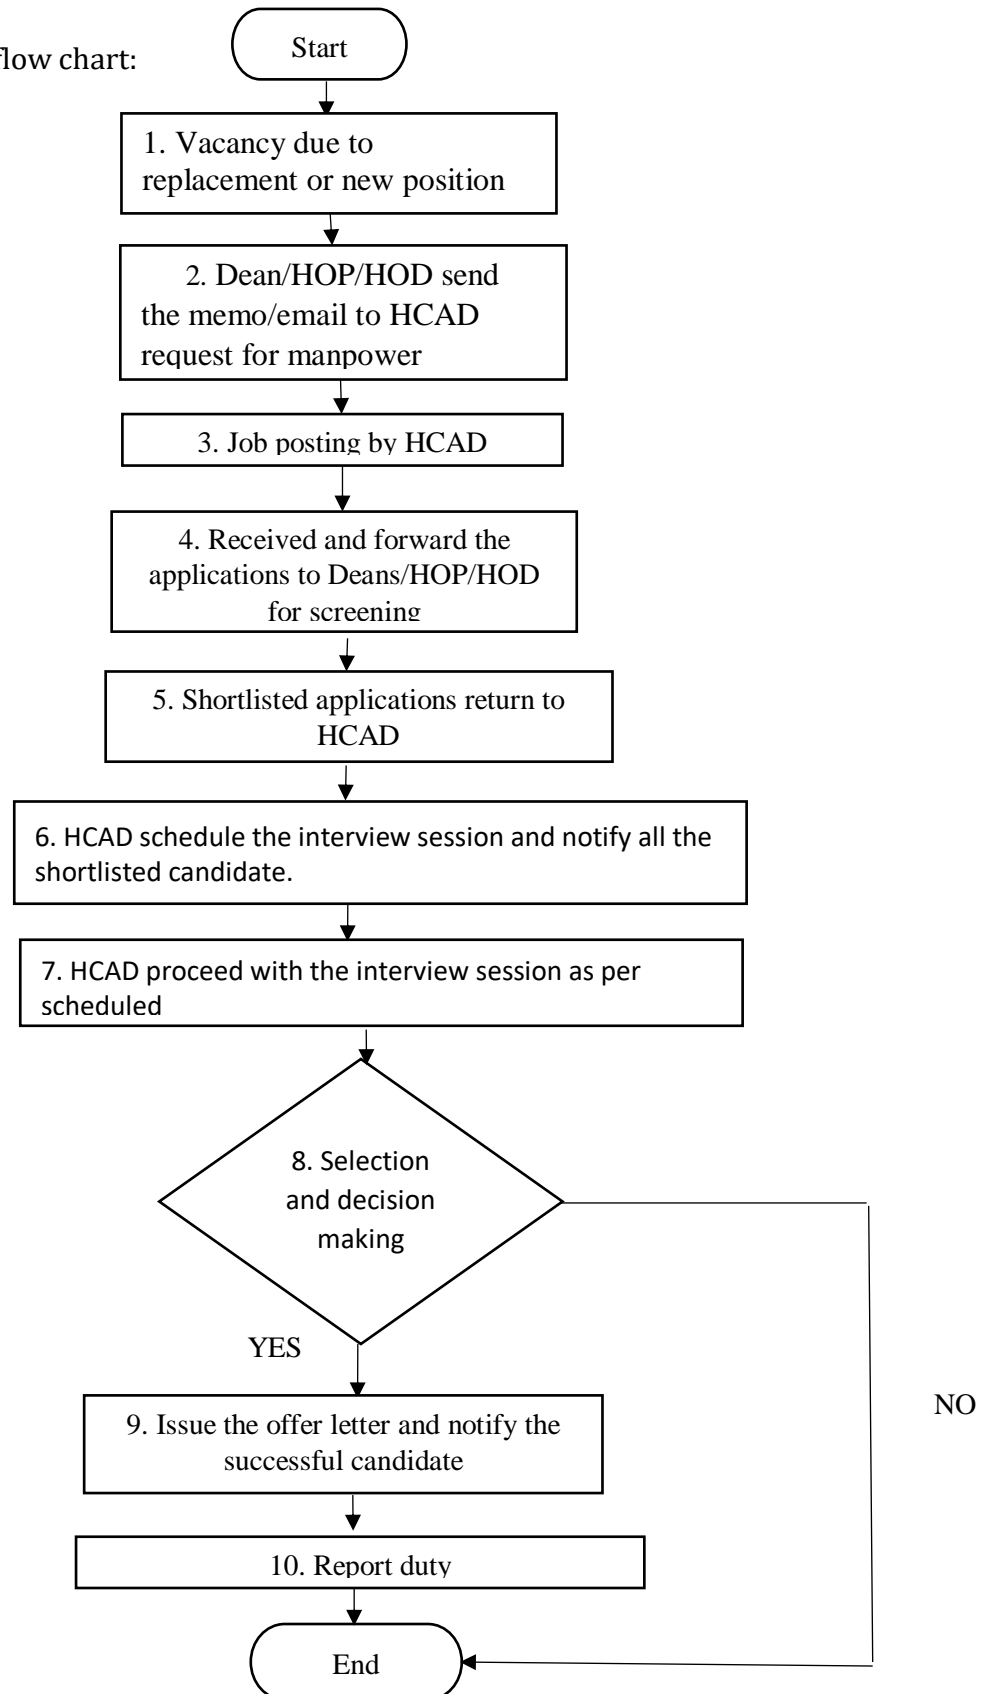 flow chart:
Start
1. Vacancy due to
replacement or new position
2. Dean/HOP/HOD send
the memo/email to HCAD
request for manpower
3. Job posting by HCAD
4. Received and forward the
applications to Deans/HOP/HOD
for screening
5. Shortlisted applications return to
HCAD
6. HCAD schedule the interview session and notify all the
shortlisted candidate.
7. HCAD proceed with the interview session as per
scheduled
8. Selection
and decision
making
YES
NO
9. Issue the offer letter and notify the
successful candidate
10. Report duty
End